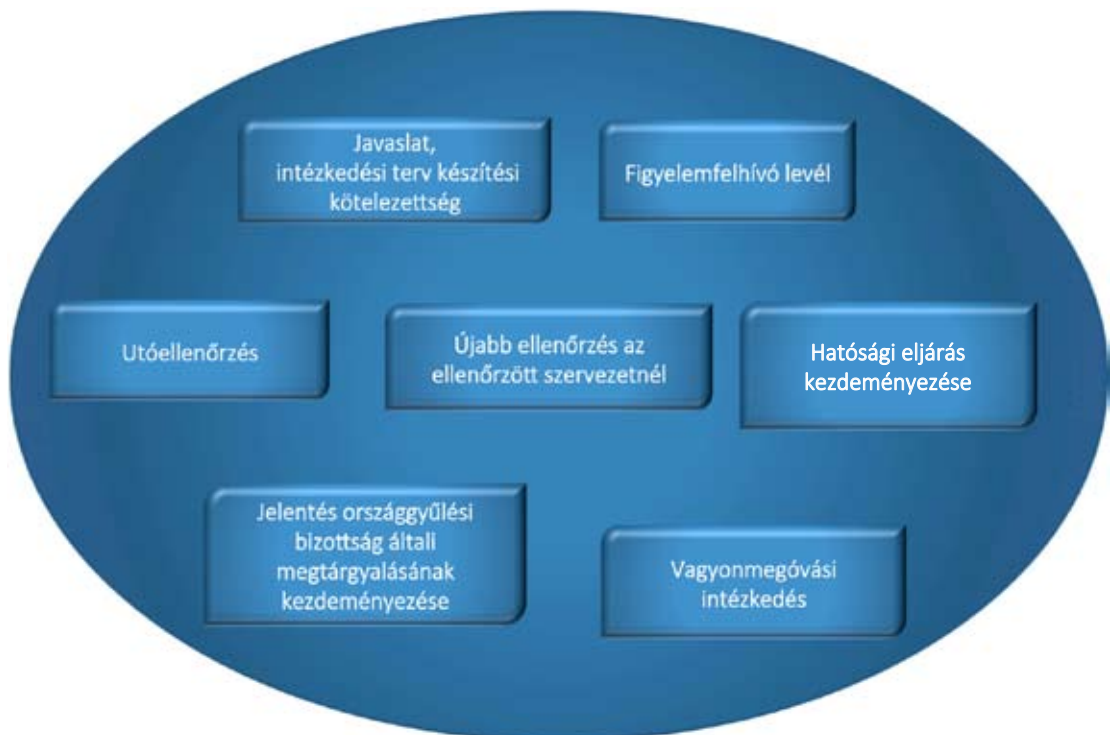 Javaslat,
intézkedési terv készítési
kötelezettség
Figyelemfelhívó levél
Utóellenőrzés
Újabb ellenőrzés az
ellenőrzött szervezetnél
Hatósági eljárás
kezdeményezése
Jelentés országgyűlési
bizottság általi
megtárgyalásának
kezdeményezése
Vagyonmegóvási
intézkedés